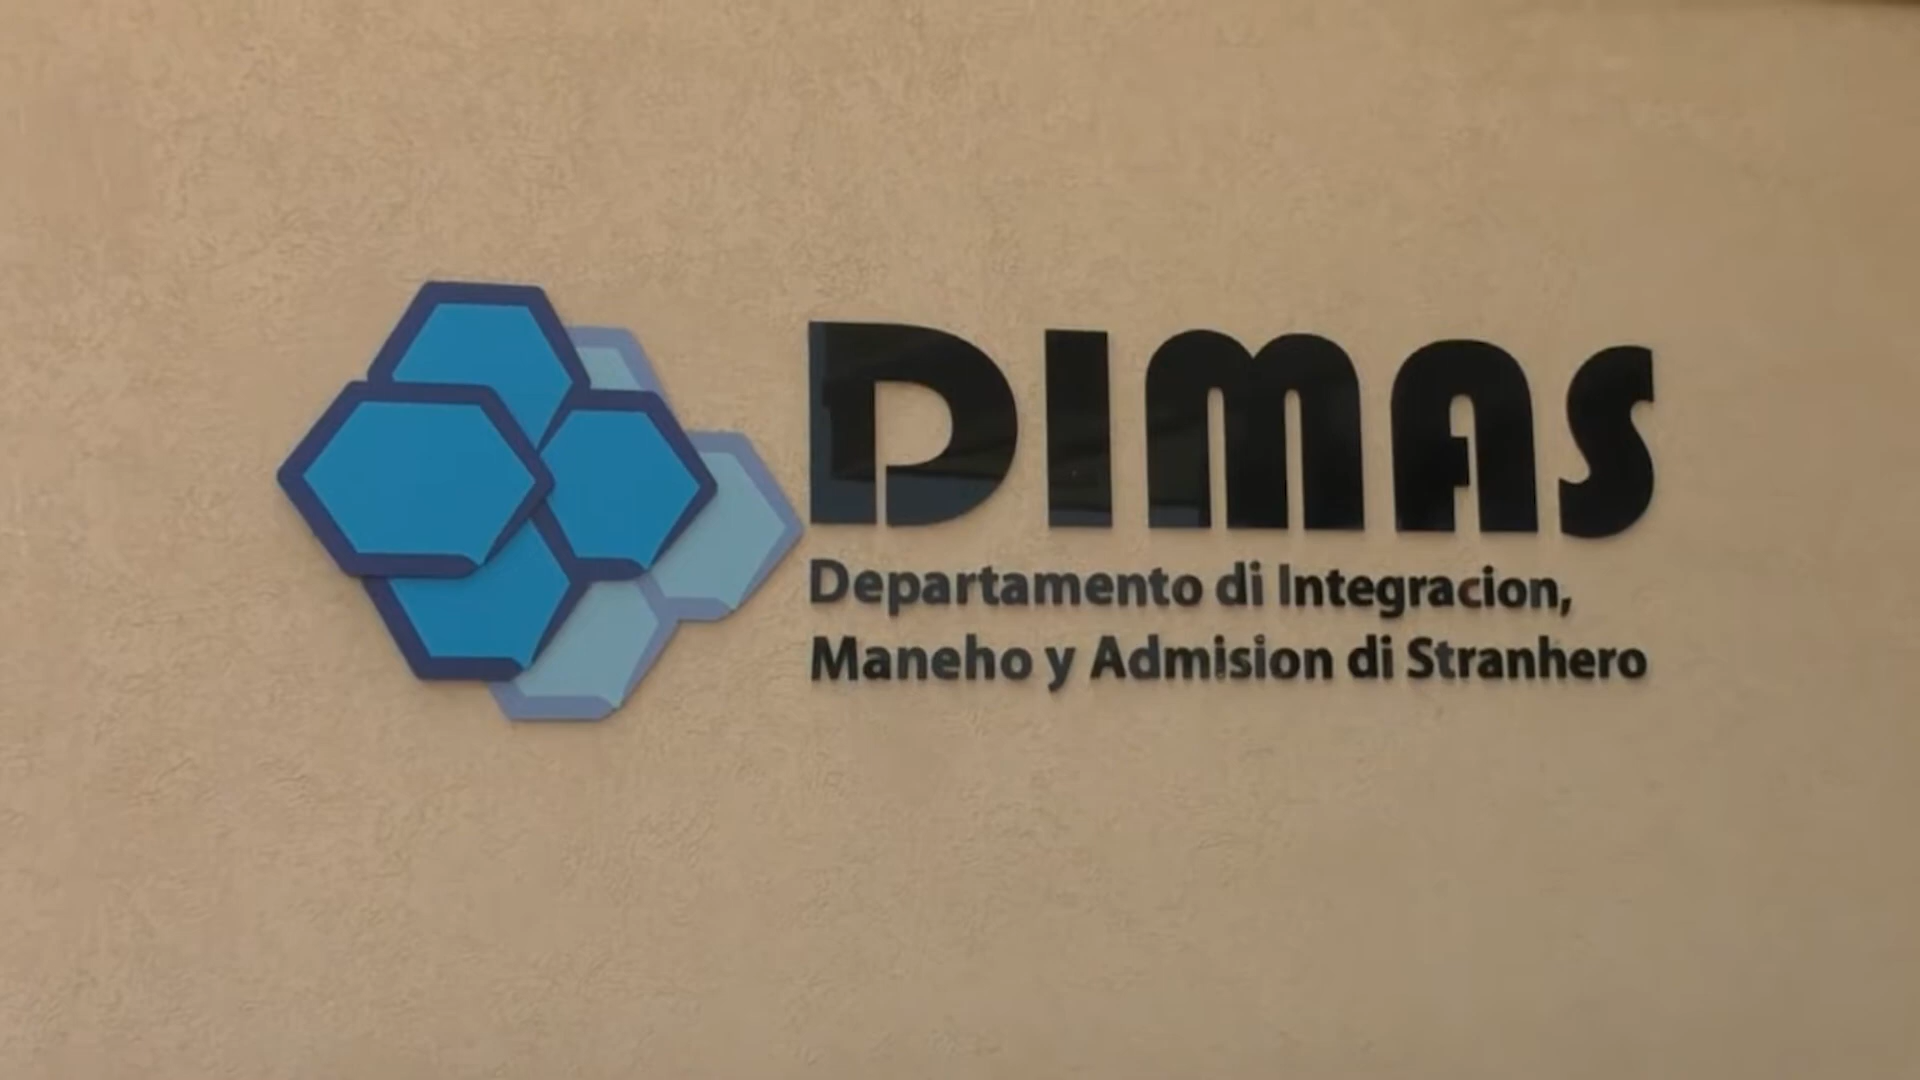 DIMAS
Departamento di Integracion,
Maneho y Admision di Stranhero